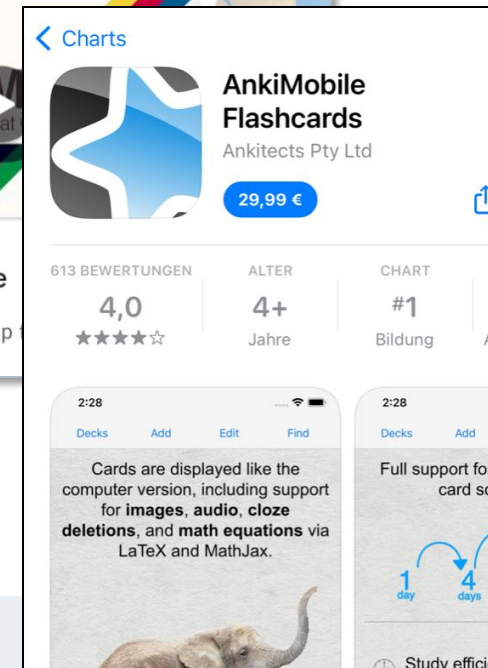 Charts
AnkiMobile
Flashcards
Ankitects Pty Ltd
29,99 €
613 BEWERTUNGEN
4,0
ALTER
4+
Jahre
CHART
#1
Bildung
2:28
Decks Add Edit Find
Cards are displayed like the
computer version, including support
for images, audio, cloze
deletions, and math equations via
LaTeX and MathJax.
2:28
Decks Add
Full support fo
card sc
1
day
4
days
Study effici
at
e
p